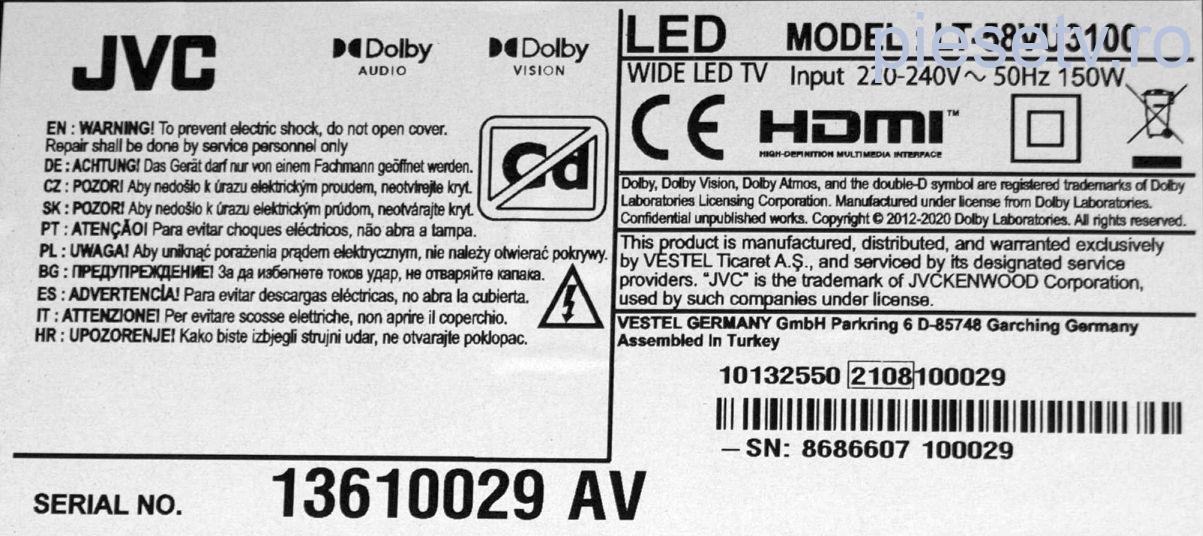 JVC
Dolby
AUDIO
Dolby
VISION
EN : WARNING! To prevent electric shock, do not open cover.
Repair shall be done by service personnel only
DE : ACHTUNG! Das Gerät darf nur von einem Fachmann geöffnet werden.
CZ : POZOR! Aby nedošlo k úrazu elektrickým proudem, neotvírejte kryt.
SK : POZOR! Aby nedošlo k úrazu elektrickým prúdom, neotvárajte kryt.
PT : ATENÇÃO! Para evitar choques eléctricos, não abra a tampa.
PL : UWAGA! Aby uniknąć porażenia prądem elektrycznym, nie należy otwierać pokrywy.
BG : ПРЕДУПРЕЖДЕНИЕ! За да избегнете токов удар, не отваряйте капака.
ES : ADVERTENCİA! Para evitar descargas eléctricas, no abra la cubierta.
IT : ATTENZIONE! Per evitare scosse elettriche, non aprire il coperchio.
HR : UPOZORENJE! Kako biste izbjegli strujni udar, ne otvarajte poklopac.
Cd
LED MODEL LT-58VU3100
piesetv.ro
WIDE LED TV Input 220-240V~ 50Hz 150W
CE HDMI™
HIGH-DEFINITION MULTIMEDIA INTERFACE
Dolby, Dolby Vision, Dolby Atmos, and the double-D symbol are registered trademarks of Dolby
Laboratories Licensing Corporation. Manufactured under license from Dolby Laboratories.
Confidential unpublished works. Copyright © 2012-2020 Dolby Laboratories. All rights reserved.
This product is manufactured, distributed, and warranted exclusively
by VESTEL Ticaret A.Ş., and serviced by its designated service
providers. “JVC” is the trademark of JVCKENWOOD Corporation,
used by such companies under license.
VESTEL GERMANY GmbH Parkring 6 D-85748 Garching Germany
Assembled In Turkey
10132550 2108 100029
–SN: 8686607 100029
SERIAL NO. 13610029 AV